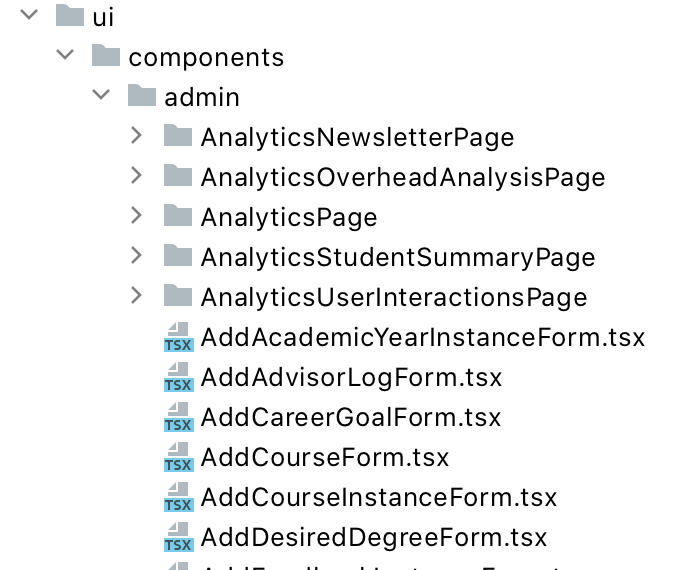 ui
components
admin
AnalyticsNewsletterPage
AnalyticsOverheadAnalysisPage
AnalyticsPage
AnalyticsStudentSummaryPage
AnalyticsUserInteractionsPage
TSX AddAcademicYearInstanceForm.tsx
TSX AddAdvisorLogForm.tsx
TSX AddCareerGoalForm.tsx
TSX AddCourseForm.tsx
TSX AddCourseInstanceForm.tsx
TSX AddDesiredDegreeForm.tsx